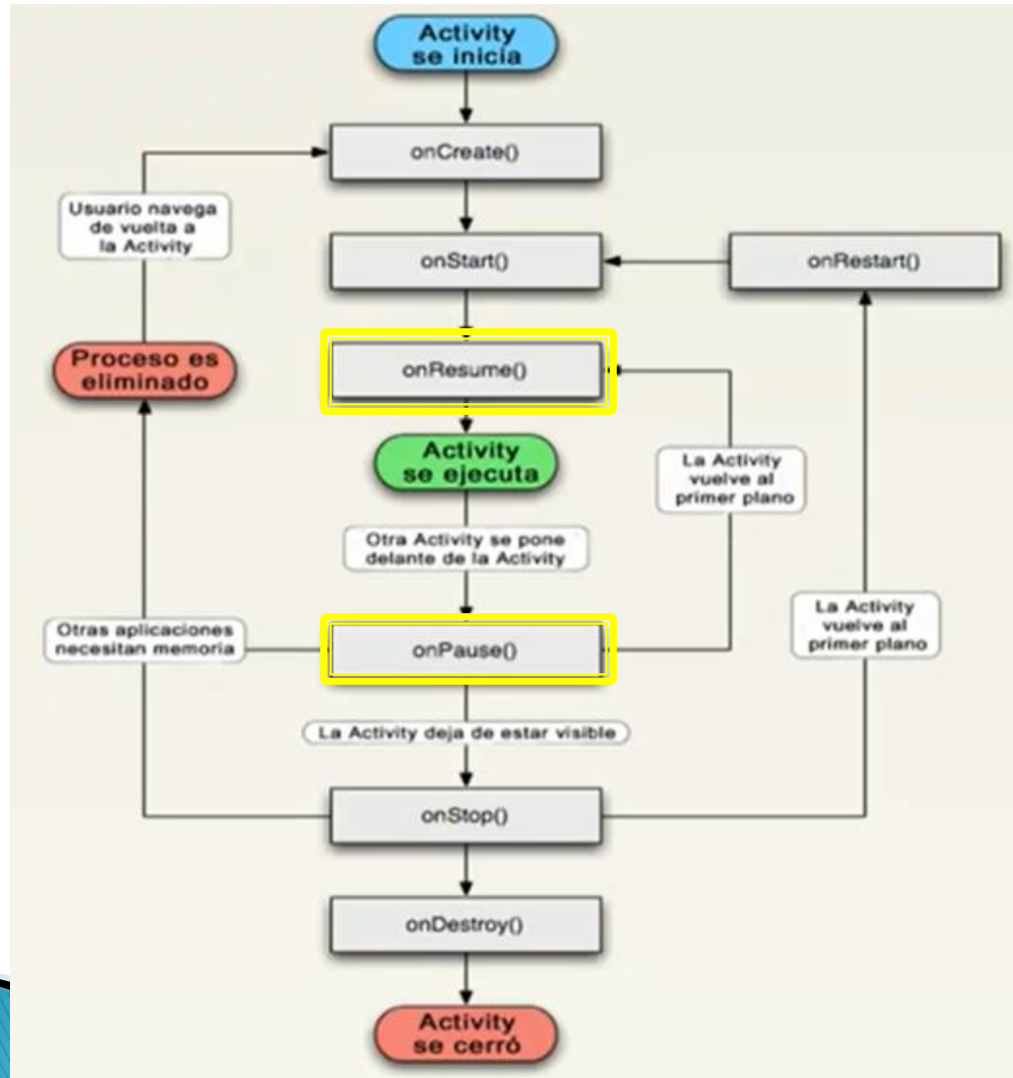 Activity
se inicia
onCreate()
Usuario navega
de vuelta a
la Activity
onStart()
onRestart()
Proceso es
eliminado
onResume()
Activity
se ejecuta
La Activity
vuelve al
primer plano
Otra Activity se pone
delante de la Activity
Otras aplicaciones
necesitan memoria
onPause()
La Activity
vuelve al
primer plano
La Activity deja de estar visible
onStop()
onDestroy()
Activity
se cerró